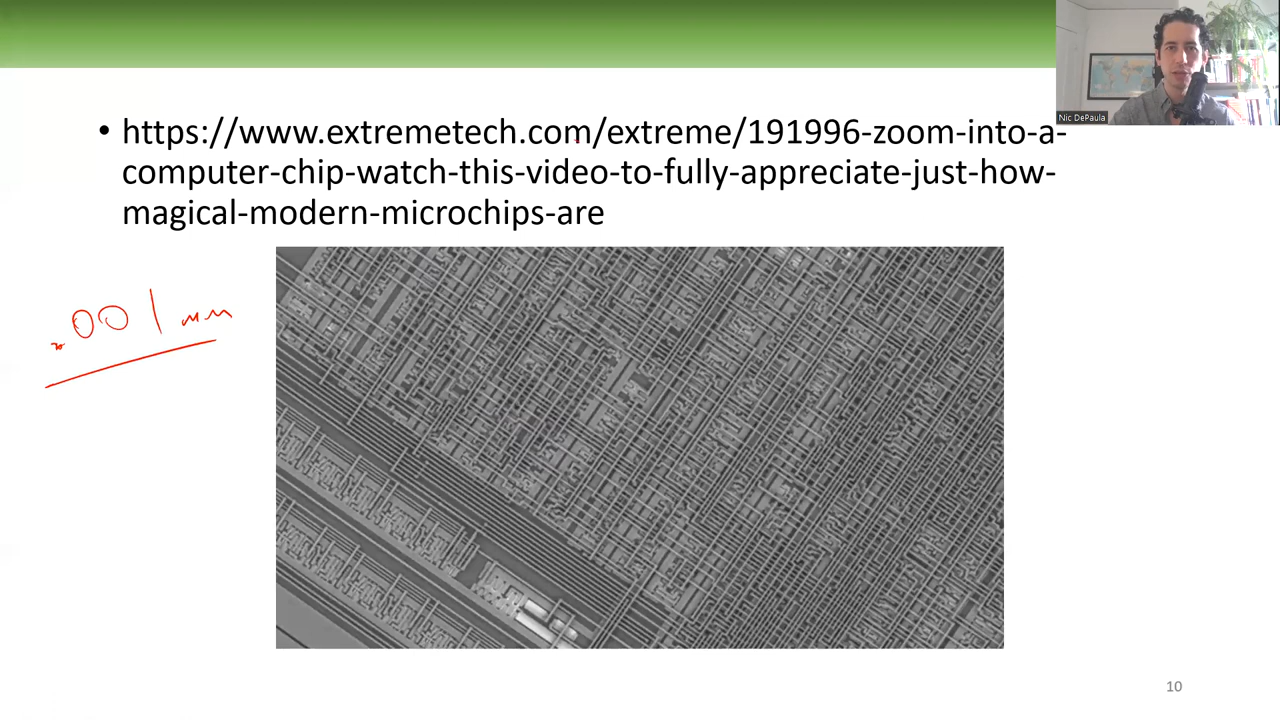 • https://www.extremetech.com/extreme/191996-zoom-into-a-
computer-chip-watch-this-video-to-fully-appreciate-just-how-
magical-modern-microchips-are
Nic DePaula
.001 mm
10